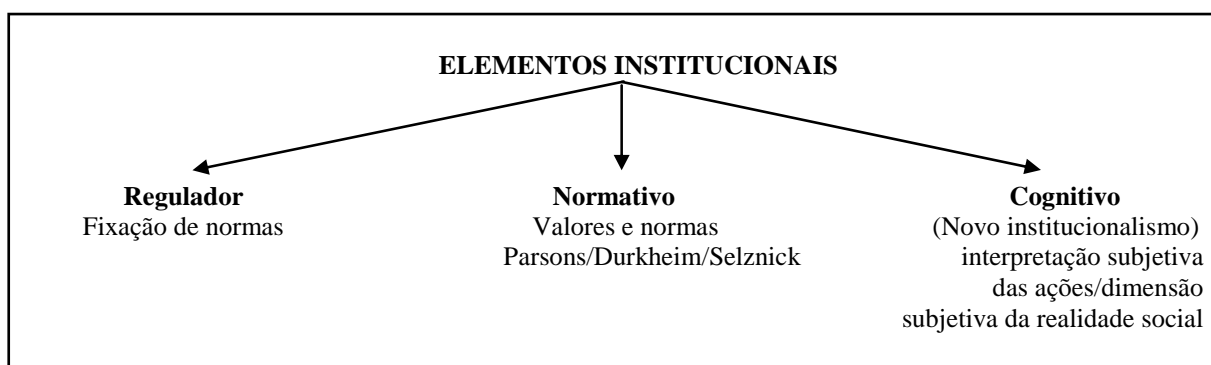 ELEMENTOS INSTITUCIONAIS
Regulador
Fixação de normas
Normativo
Valores e normas
Parsons/Durkheim/Selznick
Cognitivo
(Novo institucionalismo)
interpretação subjetiva
das ações/dimensão
subjetiva da realidade social